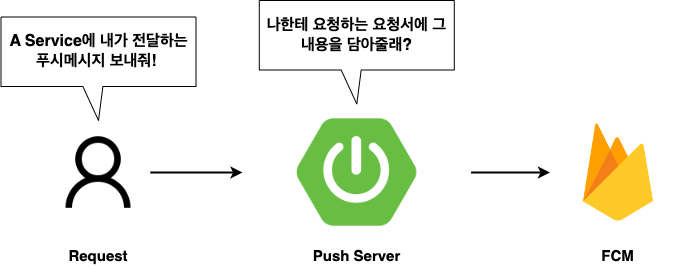 A Service에 내가 전달하는
푸시메시지 보내줘!
나한테 요청하는 요청서에 그
내용을 담아줄래?
Request
Push Server
FCM